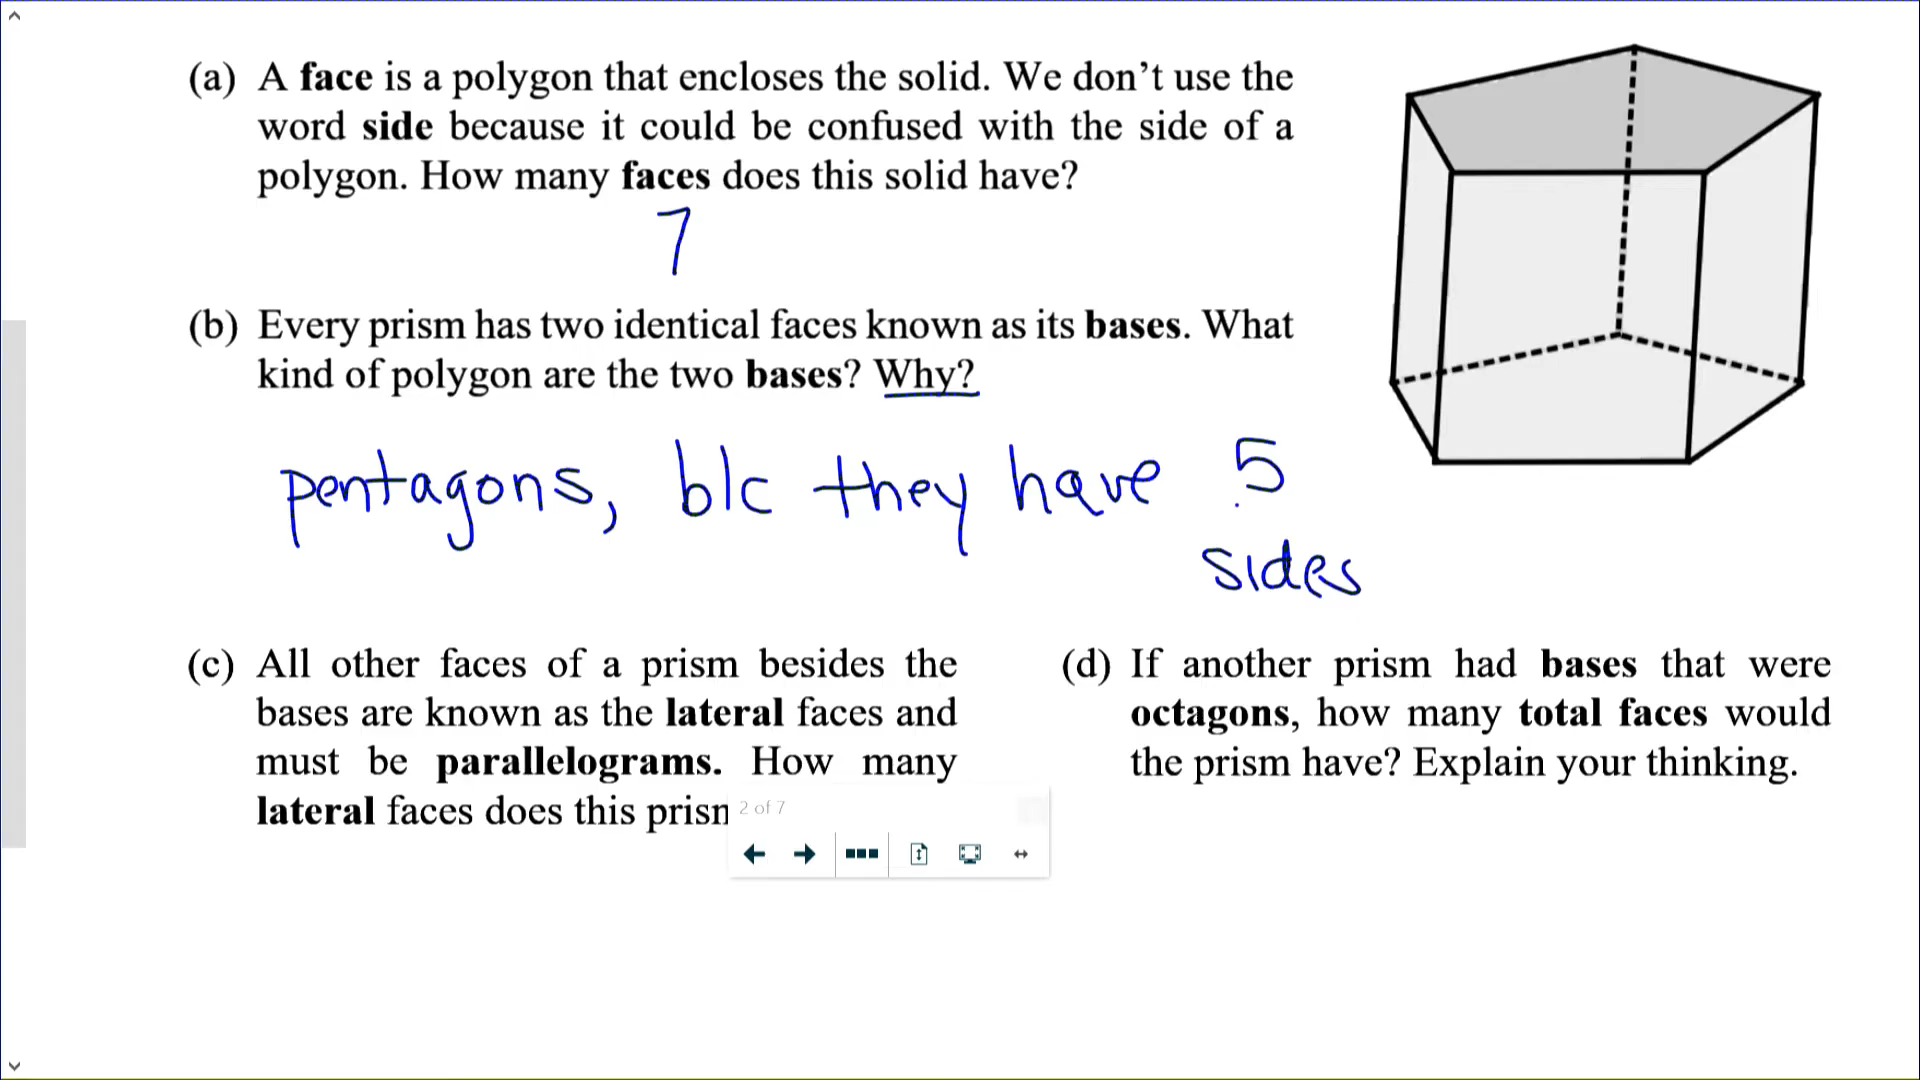 (a) A face is a polygon that encloses the solid. We don’t use the
word side because it could be confused with the side of a
polygon. How many faces does this solid have?
7
(b) Every prism has two identical faces known as its bases. What
kind of polygon are the two bases? Why?
pentagons, b/c they have 5
sides
(c) All other faces of a prism besides the
bases are known as the lateral faces and
must be parallelograms. How many
lateral faces does this
2 of 7
(d) If another prism had bases that were
octagons, how many total faces would
the prism have? Explain your thinking.